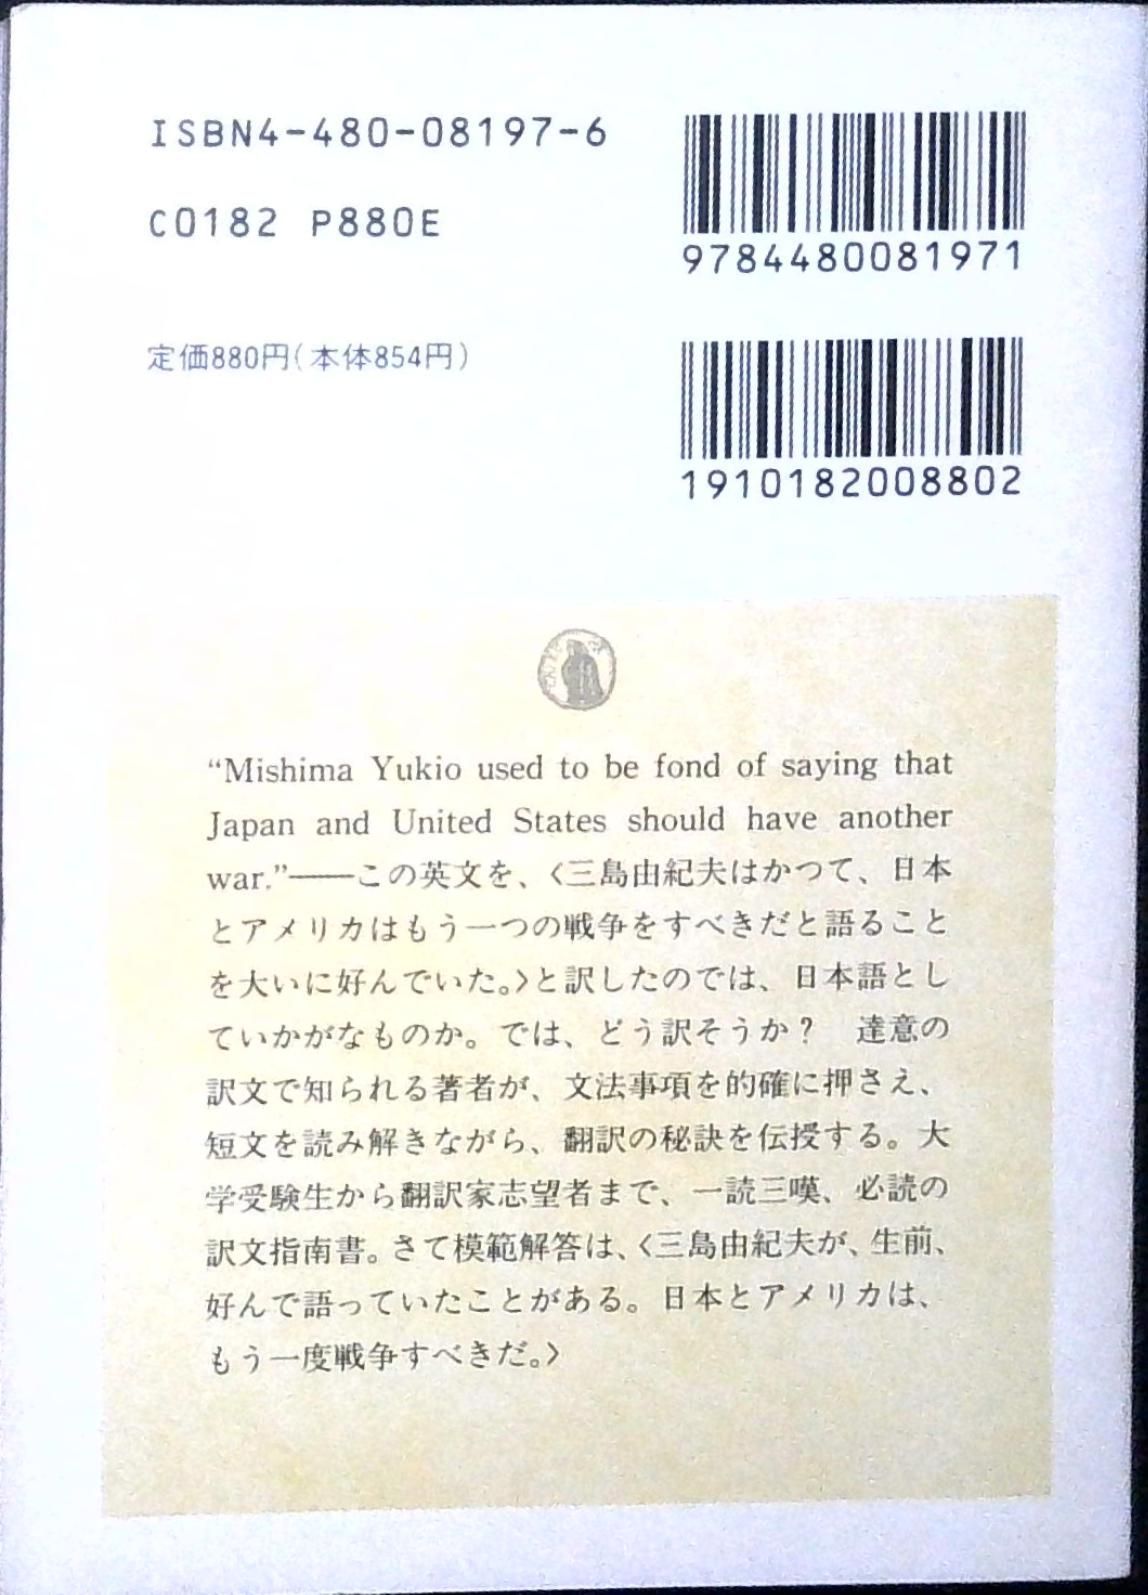 ISBN4-480-08197-6
C0182 P880E
定価880円(本体854円)
9784480081971
1910182008802
“Mishima Yukio used to be fond of saying that
Japan and United States should have another
war.”――この英文を、〈三島由紀夫はかつて、日本
とアメリカはもう一つの戦争をすべきだと語ること
を大いに好んでいた。〉と訳したのでは、日本語とし
ていかがなものか。では、どう訳そうか？　達意の
訳文で知られる著者が、文法事項を的確に押さえ、
短文を読み解きながら、翻訳の秘訣を伝授する。大
学受験生から翻訳家志望者まで、一読三嘆、必読の
訳文指南書。さて模範解答は、〈三島由紀夫が、生前、
好んで語っていたことがある。日本とアメリカは、
もう一度戦争すべきだ。〉